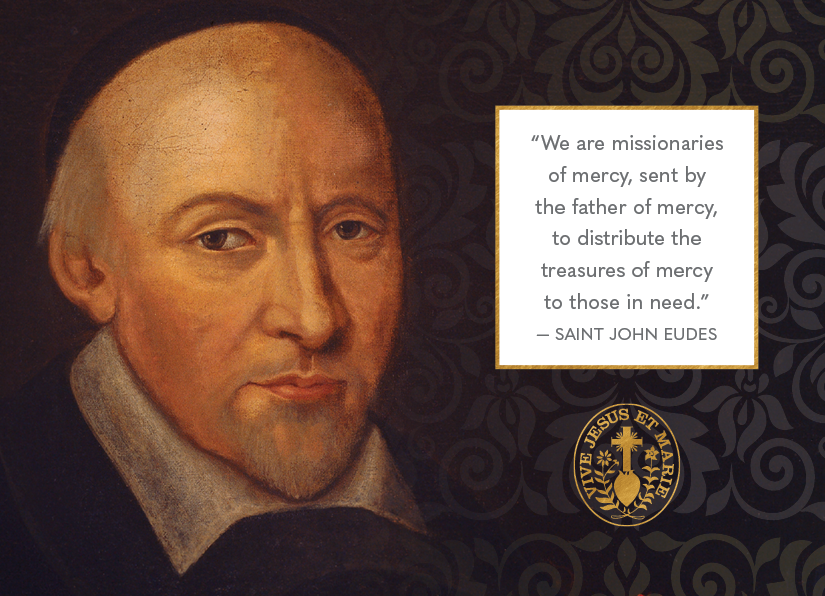 “We are missionaries
of mercy, sent by
the father of mercy,
to distribute the
treasures of mercy
to those in need.”
— SAINT JOHN EUDES
VIVE JESUS ET MARIE